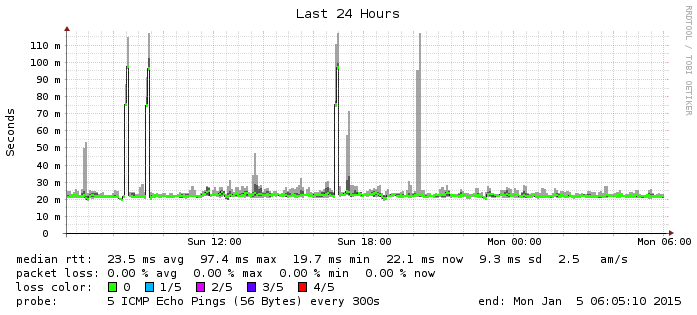 Last 24 Hours
RRDTOOL / TOBI OETIKER
Seconds
110 m
100 m
90 m
80 m
70 m
60 m
50 m
40 m
30 m
20 m
10 m
0
Sun 12:00 Sun 18:00 Mon 00:00 Mon 06:00
median rtt: 23.5 ms avg 97.4 ms max 19.7 ms min 22.1 ms now 9.3 ms sd 2.5 am/s
packet loss: 0.00 % avg 0.00 % max 0.00 % min 0.00 % now
loss color: 0 1/5 2/5 3/5 4/5
probe: 5 ICMP Echo Pings (56 Bytes) every 300s end: Mon Jan 5 06:05:10 2015